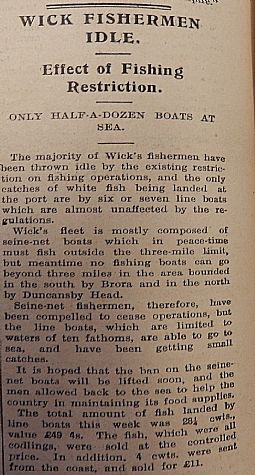 WICK FISHERMEN
IDLE.
Effect of Fishing
Restriction.
ONLY HALF-A-DOZEN BOATS AT
SEA.
The majority of Wick's fishermen have
been thrown idle by the existing restric-
tion on fishing operations, and the only
catches of white fish being landed at
the port are by six or seven line boats
which are almost unaffected by the re-
gulations.
Wick's fleet is mostly composed of
seine-net boats which in peace-time
must fish outside the three-mile limit,
but meantime no fishing boats can go
beyond three miles in the area bounded
in the south by Brora and in the north
by Duncansby Head.
Seine-net fishermen, therefore, have
been compelled to cease operations, but
the line boats, which are limited to
waters of ten fathoms, are able to go to
sea, and have been getting small
catches.
It is hoped that the ban on the seine-
net boats will be lifted soon, and the
men allowed back to the sea to help the
country in maintaining its food supplies.
The total amount of fish landed by
line boats this week was 28½ cwts,
value £49 4s. The fish, which were all
codlings, were sold at the controlled
price. In addition, 4 cwts. were sent
from the coast, and sold for £11.